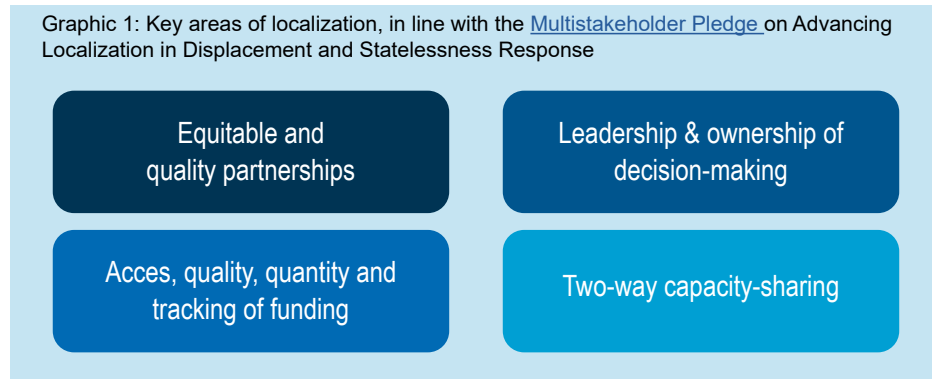 Graphic 1: Key areas of localization, in line with the Multistakeholder Pledge on Advancing
Localization in Displacement and Statelessness Response
Equitable and
quality partnerships
Leadership & ownership of
decision-making
Acces, quality, quantity and
tracking of funding
Two-way capacity-sharing